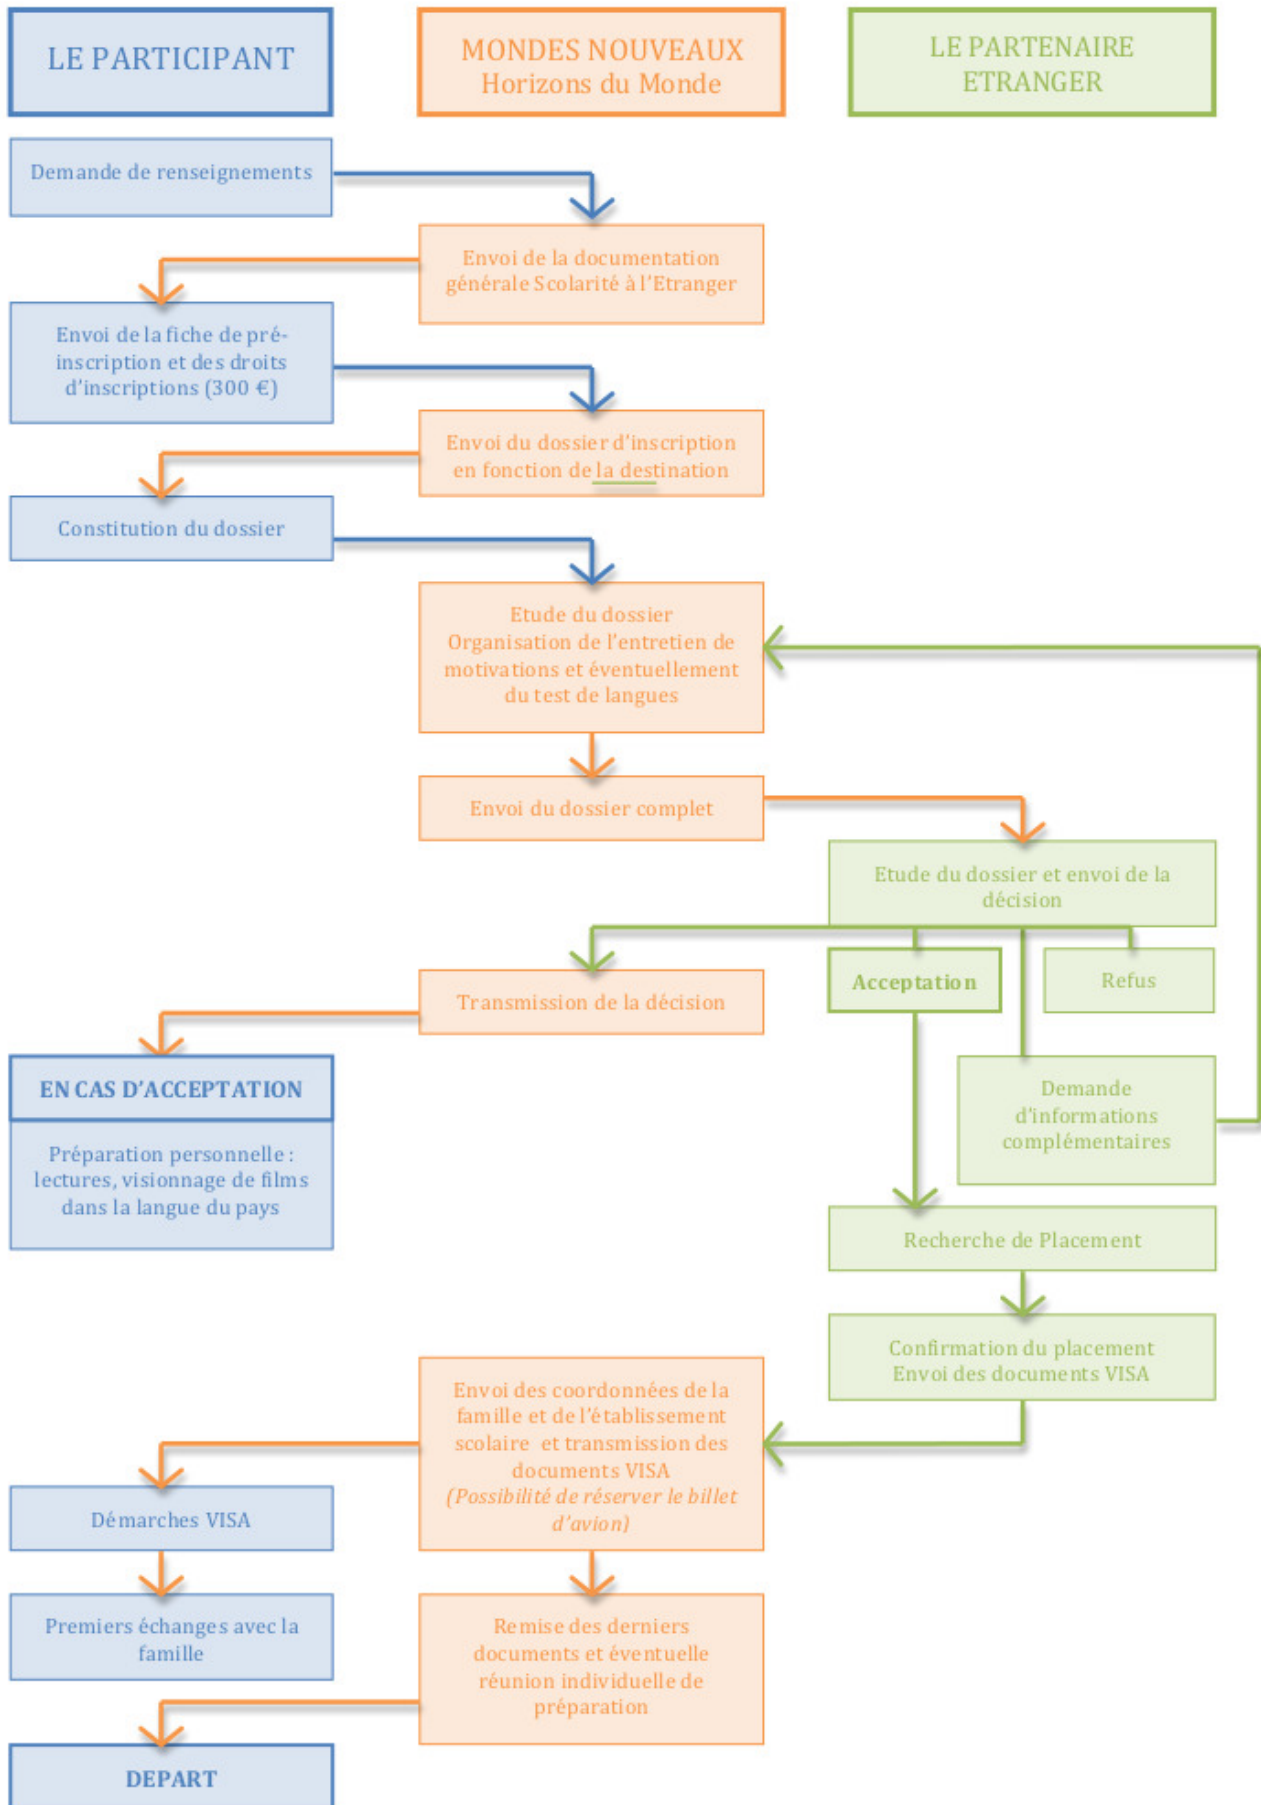 LE PARTICIPANT
MONDES NOUVEAUX
Horizons du Monde
LE PARTENAIRE
ETRANGER
Demande de renseignements
Envoi de la documentation
générale Scolarité à l'Etranger
Envoi de la fiche de pré-
inscription et des droits
d'inscriptions (300 €)
Envoi du dossier d'inscription
en fonction de la destination
Constitution du dossier
Etude du dossier
Organisation de l'entretien de
motivations et éventuellement
du test de langues
Envoi du dossier complet
Etude du dossier et envoi de la
décision
Transmission de la décision
Acceptation
Refus
EN CAS D'ACCEPTATION
Préparation personnelle :
lectures, visionnage de films
dans la langue du pays
Demande
d'informations
complémentaires
Recherche de Placement
Confirmation du placement
Envoi des documents VISA
Envoi des coordonnées de la
famille et de l'établissement
scolaire et transmission des
documents VISA
(Possibilité de réserver le billet
d'avion)
Démarches VISA
Premiers échanges avec la
famille
Remise des derniers
documents et éventuelle
réunion individuelle de
préparation
DEPART